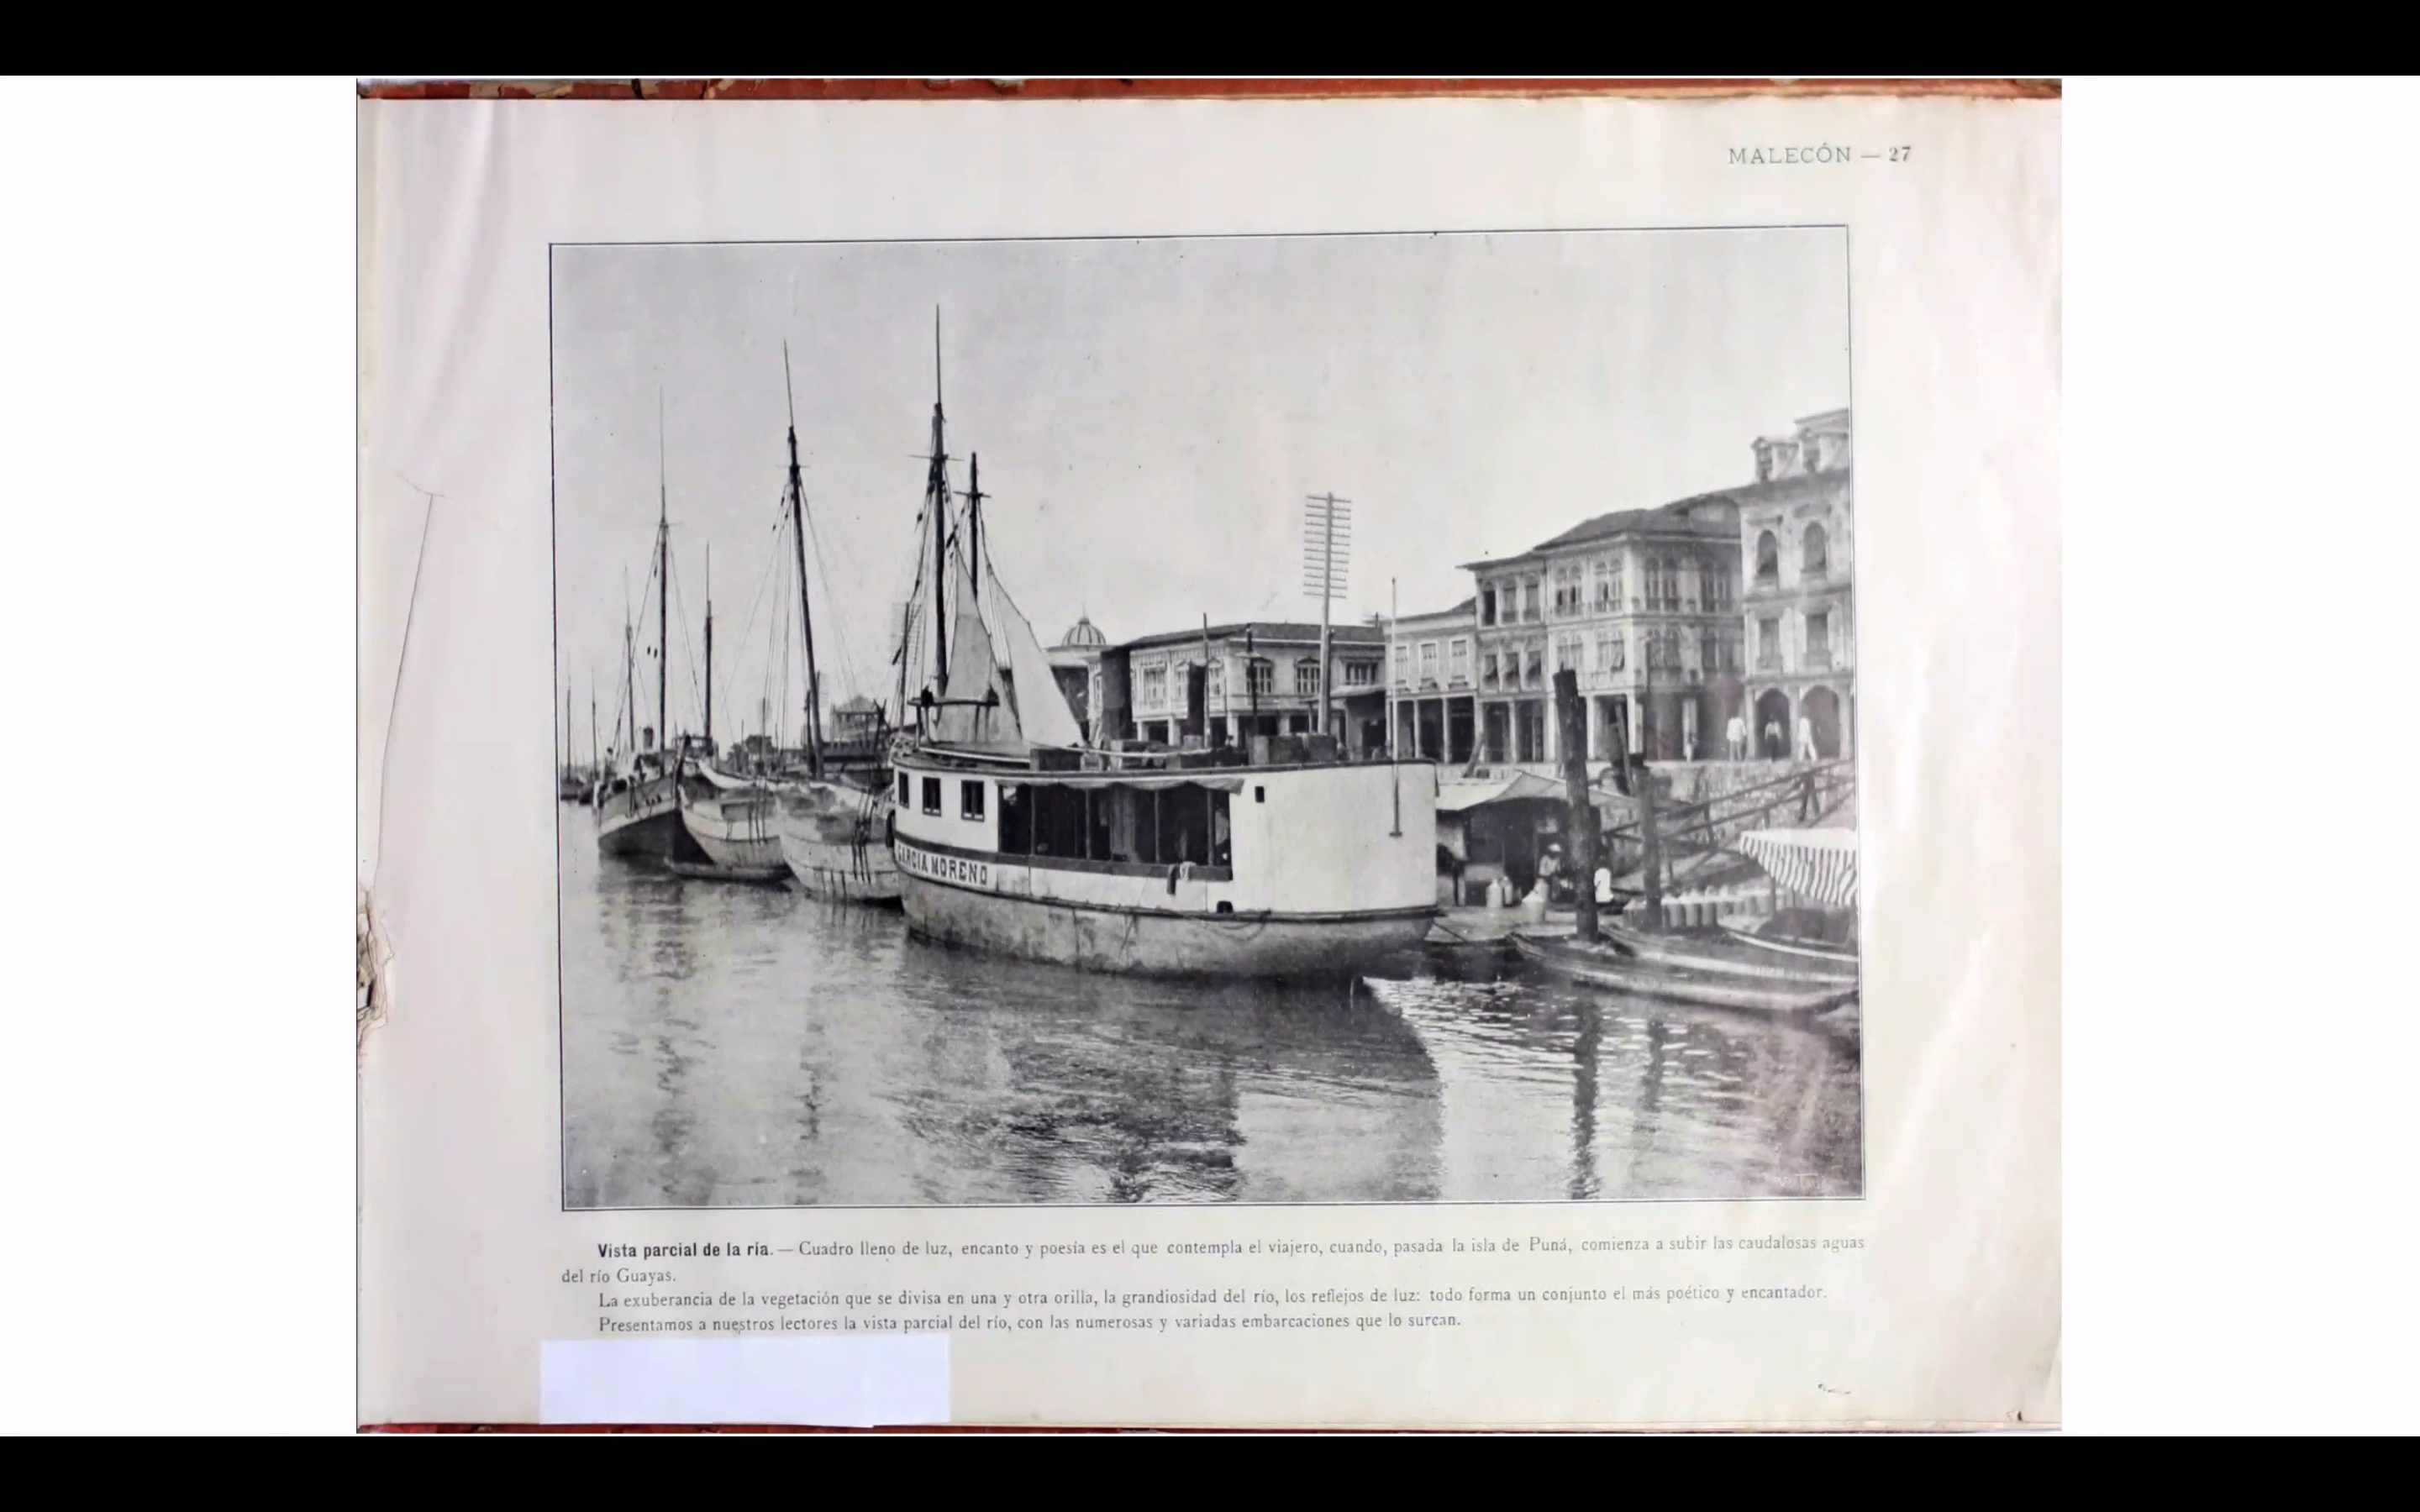 MALECÓN — 27
GARCIA MORENO
Vista parcial de la ría. — Cuadro lleno de luz, encanto y poesía es el que contempla el viajero, cuando, pasada la isla de Puná, comienza a subir las caudalosas aguas
del río Guayas.
La exuberancia de la vegetación que se divisa en una y otra orilla, la grandiosidad del río, los reflejos de luz: todo forma un conjunto el más poético y encantador.
Presentamos a nuestros lectores la vista parcial del río, con las numerosas y variadas embarcaciones que lo surcan.